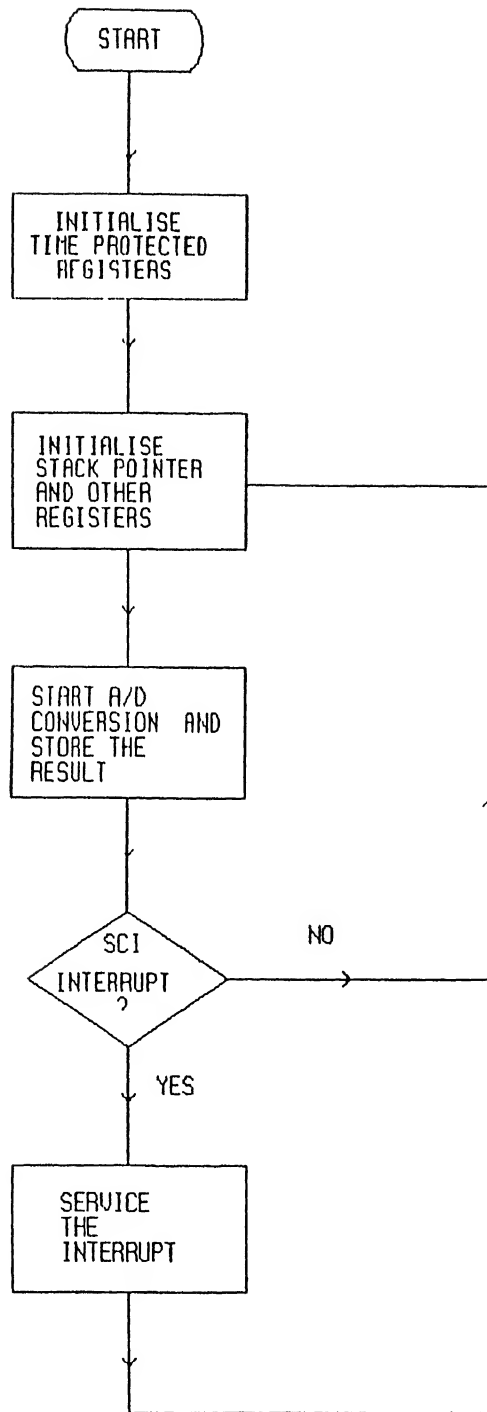 START
INITIALISE
TIME PROTECTED
REGISTERS
INITIALISE
STACK POINTER
AND OTHER
REGISTERS
START A/D
CONVERSION AND
STORE THE
RESULT
SCI
INTERRUPT
?
NO
YES
SERVICE
THE
INTERRUPT